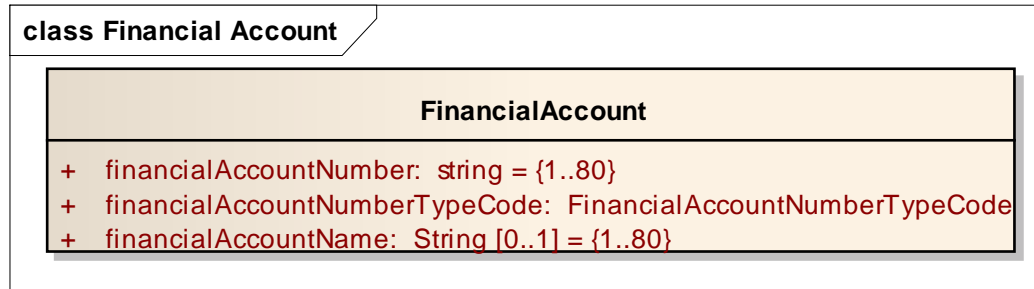 class Financial Account
FinancialAccount
+ financialAccountNumber: string = {1..80}
+ financialAccountNumberTypeCode: FinancialAccountNumberTypeCode
+ financialAccountName: String [0..1] = {1..80}